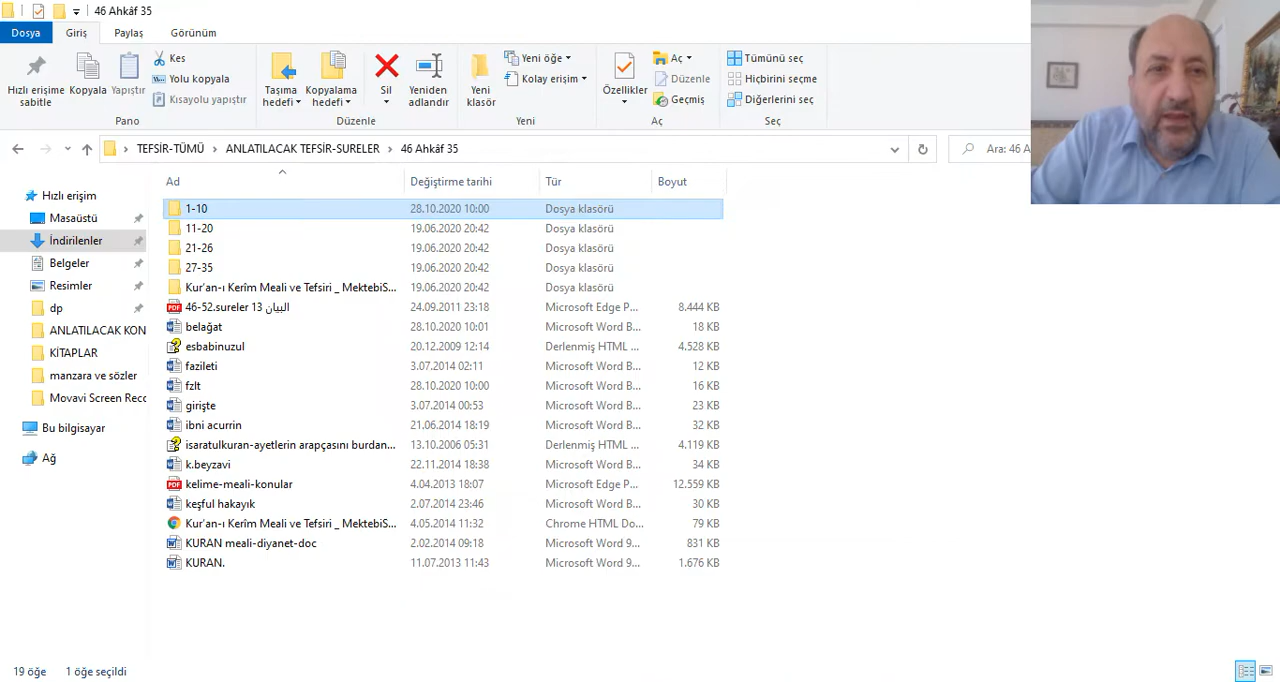 46 Ahkâf 35
Dosya Giriş Paylaş Görünüm
Hızlı erişime sabitle
Kopyala
Yapıştır
Kes
Yolu kopyala
Kısayolu yapıştır
Pano
Taşıma hedefi
Kopyalama hedefi
Sil
Yeniden adlandır
Düzenle
Yeni klasör
Yeni öğe
Kolay erişim
Yeni
Özellikler
Aç
Düzenle
Geçmiş
Aç
Tümünü seç
Hiçbirini seçme
Diğerlerini seç
Seç
TEFSİR-TÜMÜ > ANLATILACAK TEFSİR-SURELER > 46 Ahkâf 35
Ara: 46 A
Hızlı erişim
Masaüstü
İndirilenler
Belgeler
Resimler
dp
ANLATILACAK KON
KİTAPLAR
manzara ve sözler
Movavi Screen Reco
Bu bilgisayar
Ağ
Ad Değiştirme tarihi Tür Boyut
1-10 28.10.2020 10:00 Dosya klasörü
11-20 19.06.2020 20:42 Dosya klasörü
21-26 19.06.2020 20:42 Dosya klasörü
27-35 19.06.2020 20:42 Dosya klasörü
Kur'an-ı Kerîm Meali ve Tefsiri _ MektebiS... 19.06.2020 20:42 Dosya klasörü
46-52.sureler 13 البيان 24.09.2011 23:18 Microsoft Edge P... 8.444 KB
belağat 28.10.2020 10:01 Microsoft Word B... 18 KB
esbabinuzul 20.12.2009 12:14 Derlenmiş HTML ... 4.528 KB
fazileti 3.07.2014 02:11 Microsoft Word B... 12 KB
fzlt 28.10.2020 10:00 Microsoft Word B... 16 KB
girişte 3.07.2014 00:53 Microsoft Word B... 23 KB
ibni acurrin 21.06.2014 18:19 Microsoft Word B... 32 KB
isaratulkuran-ayetlerin arapçasını burdan... 13.10.2006 05:31 Derlenmiş HTML ... 4.119 KB
k.beyzavi 22.11.2014 18:38 Microsoft Word B... 34 KB
kelime-meali-konular 4.04.2013 18:07 Microsoft Edge P... 12.559 KB
keşful hakayık 2.07.2014 23:46 Microsoft Word B... 30 KB
Kur'an-ı Kerîm Meali ve Tefsiri _ MektebiS... 4.05.2014 11:32 Chrome HTML Do... 79 KB
KURAN meali-diyanet-doc 2.02.2014 09:18 Microsoft Word 9... 831 KB
KURAN. 11.07.2013 11:43 Microsoft Word 9... 1.676 KB
19 öğe 1 öğe seçildi